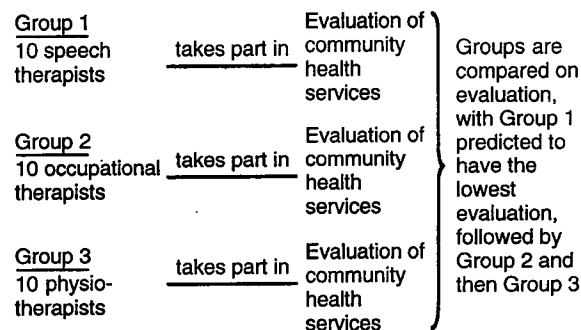 Group 1
10 speech
therapists
takes part in
Evaluation of
community
health
services
Group 2
10 occupational
therapists
takes part in
Evaluation of
community
health
services
Group 3
10 physio-
therapists
takes part in
Evaluation of
community
health
services
Groups are
compared on
evaluation,
with Group 1
predicted to
have the
lowest
evaluation,
followed by
Group 2 and
then Group 3